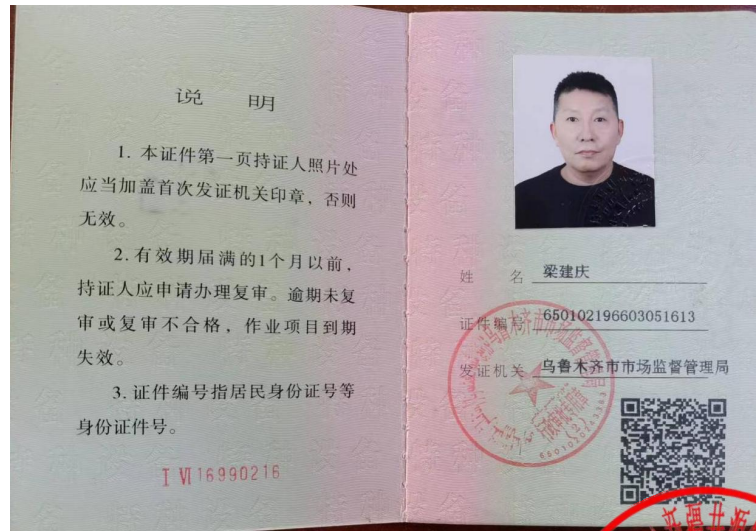 说 明
1. 本证件第一页持证人照片处
应当加盖首次发证机关印章，否则
无效。
2. 有效期届满的1个月以前，
持证人应申请办理复审。逾期未复
审或复审不合格，作业项目到期
失效。
3. 证件编号指居民身份证号等
身份证件号。
I Ⅵ 16990216
姓 名 梁建庆
证件编号 650102196603051613
发证机关 乌鲁木齐市市场监督管理局